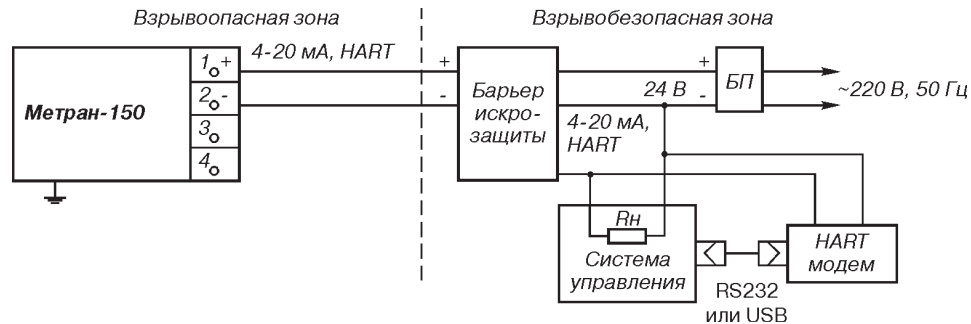 Взрывоопасная зона
Взрывобезопасная зона
Метран-150
1 +
2 -
3
4
4-20 мА, HART
+
-
Барьер
искро-
защиты
+
24 В -
БП
~220 В, 50 Гц
4-20 мА,
HART
Rн
Система
управления
HART
модем
RS232
или USB